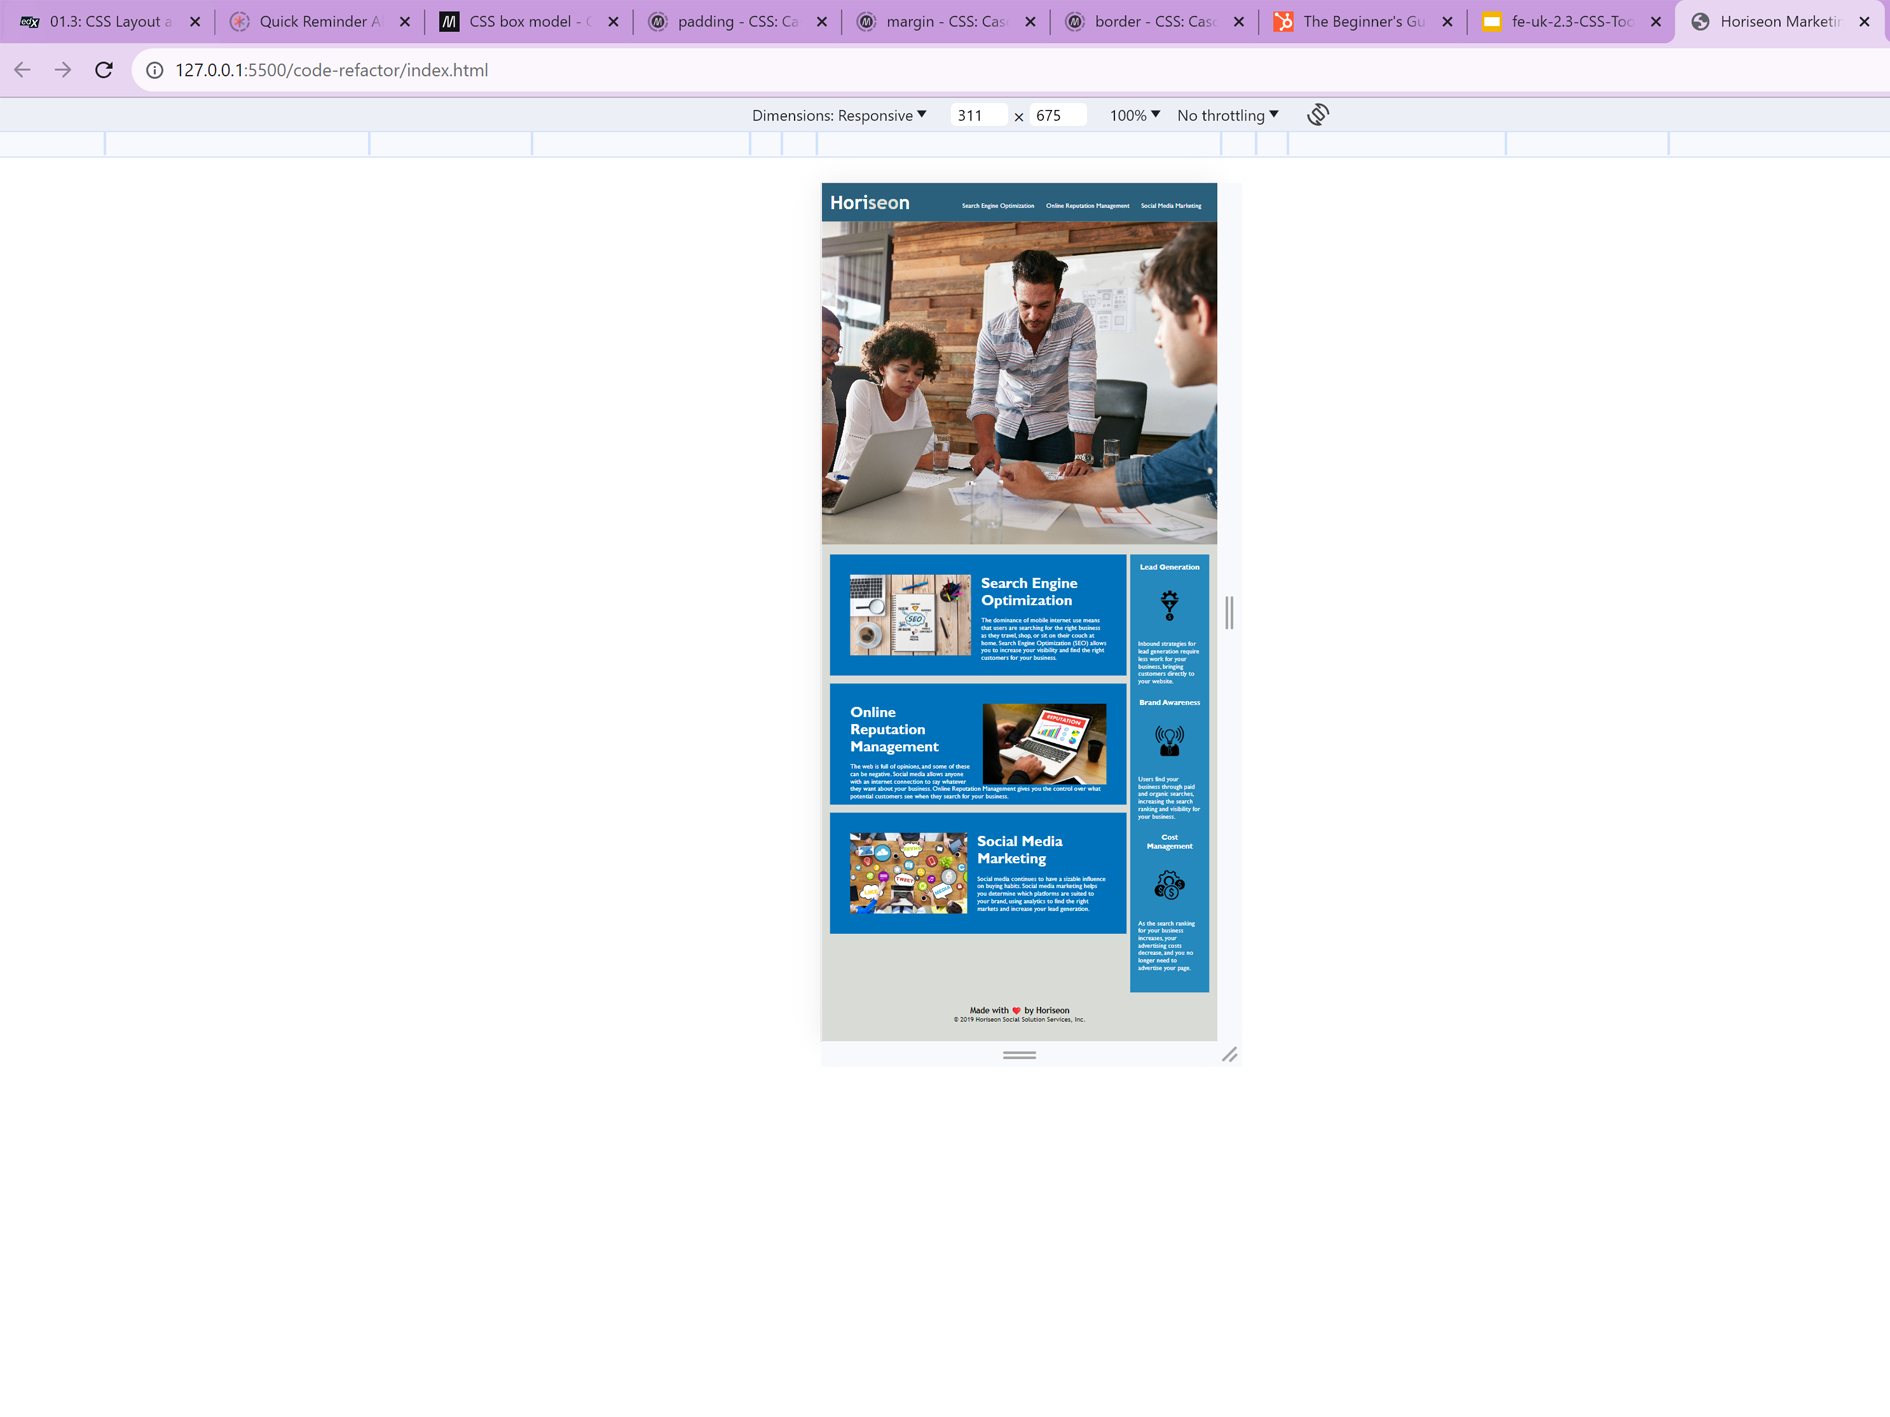 01.3: CSS Layout a
Quick Reminder A
CSS box model - C
padding - CSS: Ca
margin - CSS: Casc
border - CSS: Casc
The Beginner's Gu
fe-uk-2.3-CSS-Too
Horiseon Marketin
127.0.0.1:5500/code-refactor/index.html
Dimensions: Responsive 311 × 675 100% No throttling
Horiseon
Search Engine Optimization Online Reputation Management Social Media Marketing
Search Engine
Optimization
The dominance of mobile internet use means
that users are searching for the right business
as they travel, shop, or sit on their couch at
home. Search Engine Optimization (SEO) allows
you to increase your visibility and find the right
customers for your business.
SEO
Online
Reputation
Management
The web is full of opinions, and some of these
can be negative. Social media allows anyone
with an internet connection to say whatever
they want about your business. Online Reputation Management gives you the control over what
potential customers see when they search for your business.
REPUTATION
Social Media
Marketing
Social media continues to have a sizable influence
on buying habits. Social media marketing helps
you determine which platforms are suited to
your brand, using analytics to find the right
markets and increase your lead generation.
TWEET
LIKE
MEDIA
Lead Generation
Inbound strategies for
lead generation require
less work for your
business, bringing
customers directly to
your website.
Brand Awareness
Users find your
business through paid
and organic searches,
increasing the search
ranking and visibility for
your business.
Cost
Management
As the search ranking
for your business
increases, your
advertising costs
decrease, and you no
longer need to
advertise your page.
Made with ❤️ by Horiseon
© 2019 Horiseon Social Solution Services, Inc.